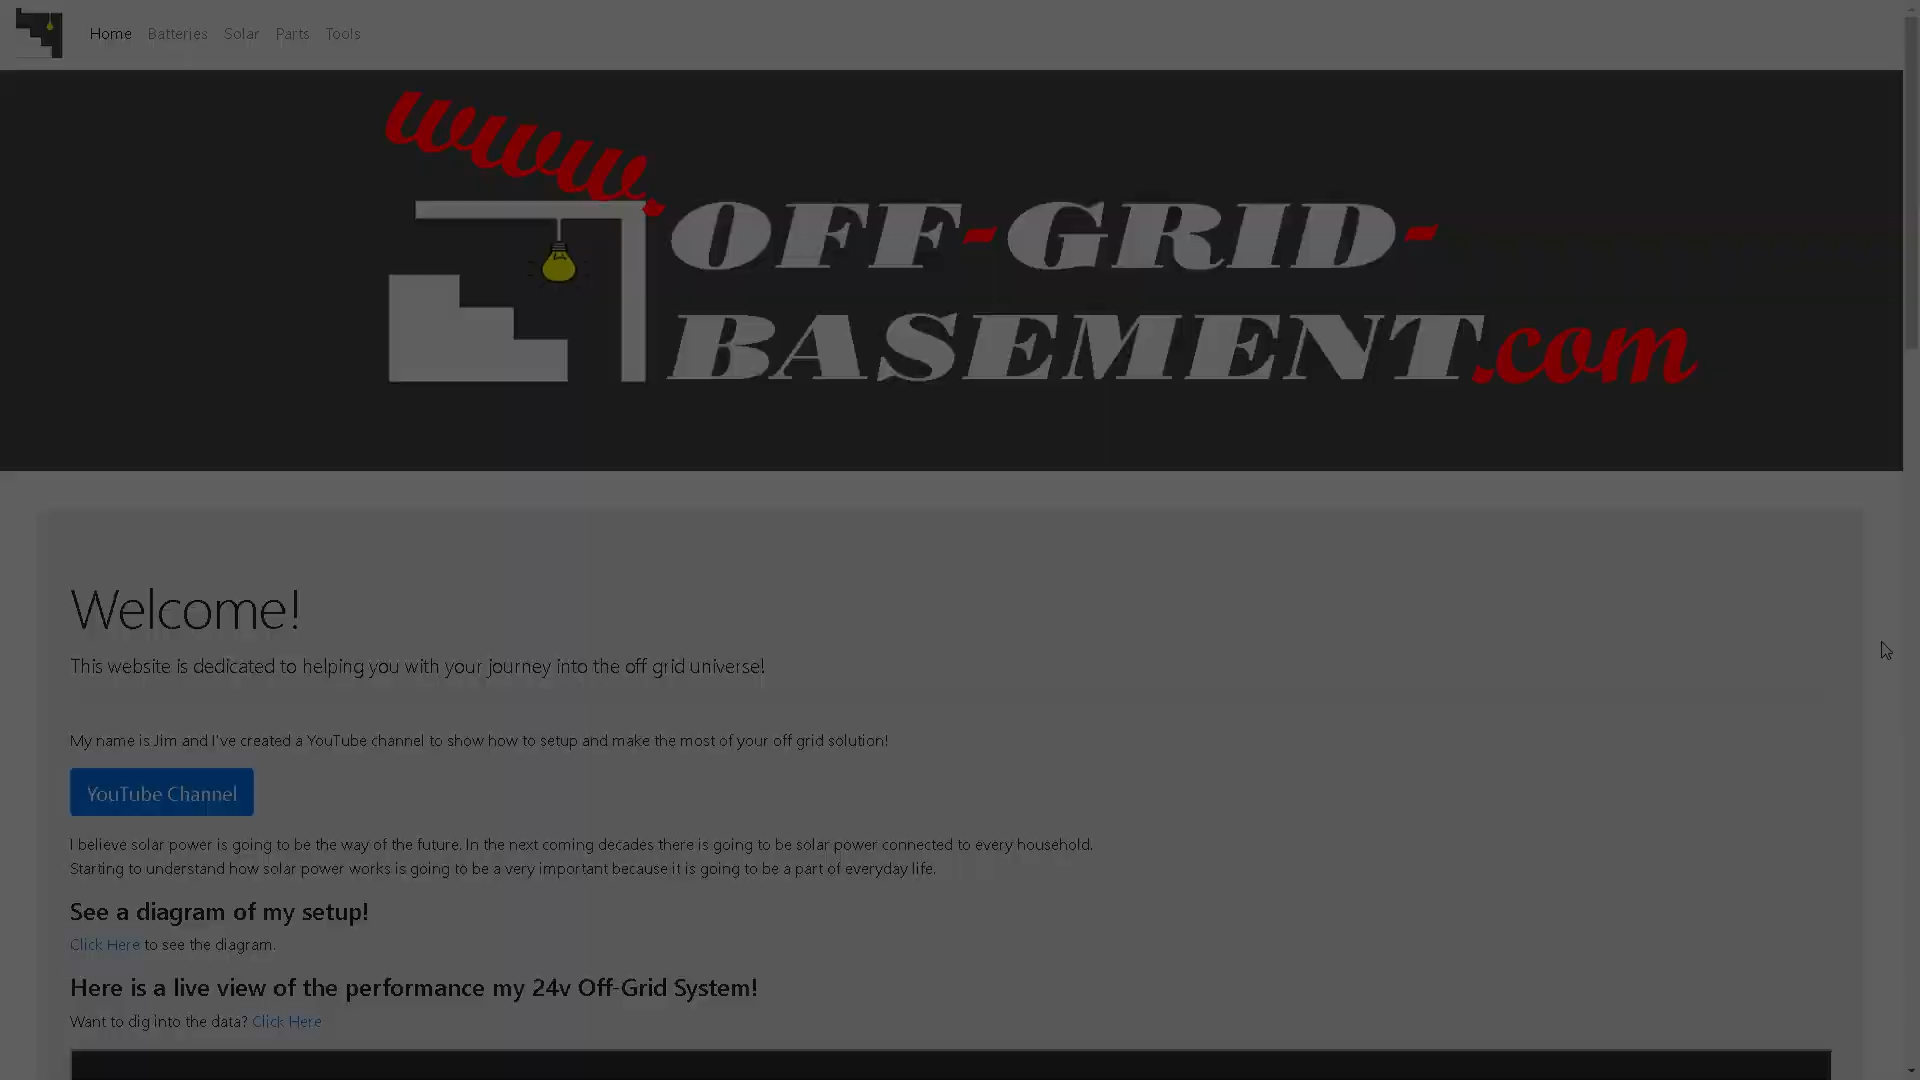 Home Batteries Solar Parts Tools
www.
OFF-GRID-
BASEMENT.com
Welcome!
This website is dedicated to helping you with your journey into the off grid universe!
My name is Jim and I've created a YouTube channel to show how to setup and make the most of your off grid solution!
YouTube Channel
I believe solar power is going to be the way of the future. In the next coming decades there is going to be solar power connected to every household.
Starting to understand how solar power works is going to be a very important because it is going to be a part of everyday life.
See a diagram of my setup!
Click Here to see the diagram.
Here is a live view of the performance my 24v Off-Grid System!
Want to dig into the data? Click Here